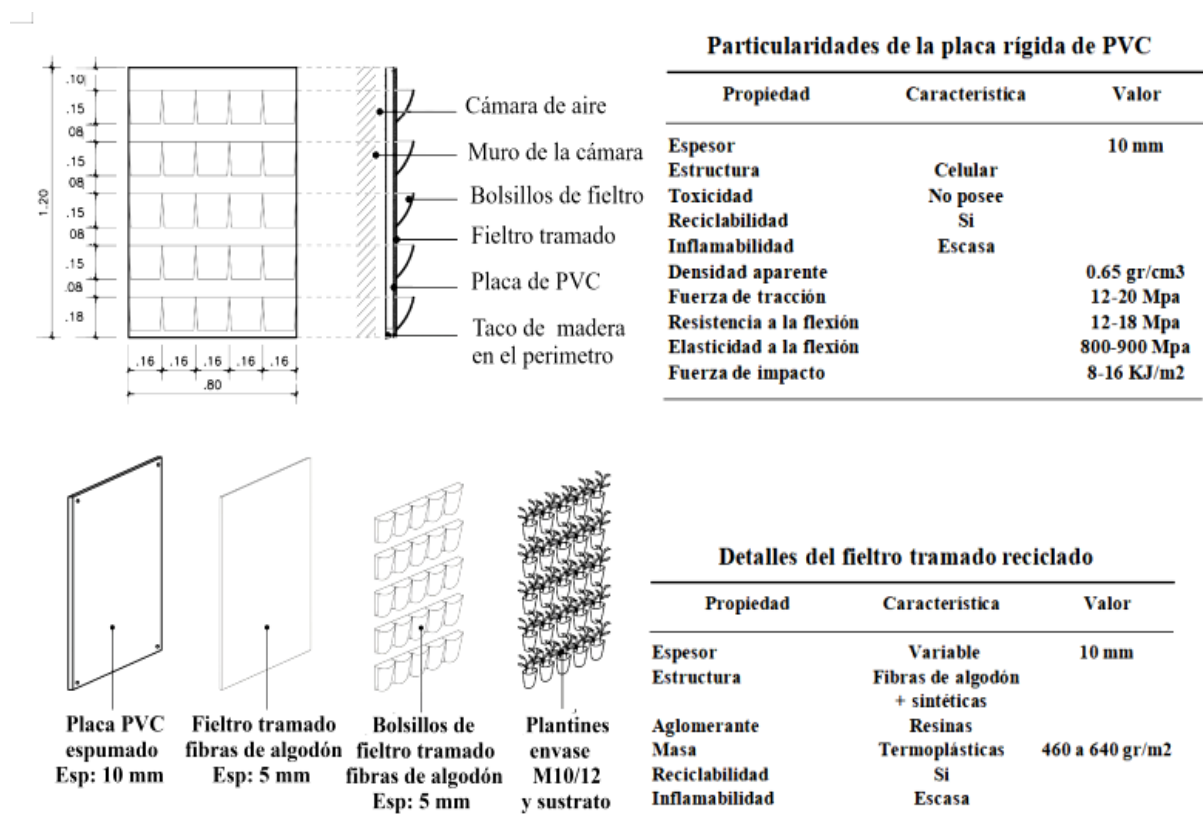 .10
.15
08
.15
08
.15
08
.15
.08
.18
1.20
.16 .16 .16 .16 .16
.80
Cámara de aire
Muro de la cámara
Bolsillos de fieltro
Fieltro tramado
Placa de PVC
Taco de madera
en el perimetro
Particularidades de la placa rígida de PVC
Propiedad Característica Valor
Espesor 10 mm
Estructura Celular
Toxicidad No posee
Reciclabilidad Si
Inflamabilidad Escasa
Densidad aparente 0.65 gr/cm3
Fuerza de tracción 12-20 Mpa
Resistencia a la flexión 12-18 Mpa
Elasticidad a la flexión 800-900 Mpa
Fuerza de impacto 8-16 KJ/m2
Placa PVC
espumado
Esp: 10 mm
Fieltro tramado
fibras de algodón
Esp: 5 mm
Bolsillos de
fieltro tramado
fibras de algodón
Esp: 5 mm
Plantines
envase
M10/12
y sustrato
Detalles del fieltro tramado reciclado
Propiedad Característica Valor
Espesor Variable 10 mm
Estructura Fibras de algodón
+ sintéticas
Aglomerante Resinas
Masa Termoplásticas 460 a 640 gr/m2
Reciclabilidad Si
Inflamabilidad Escasa